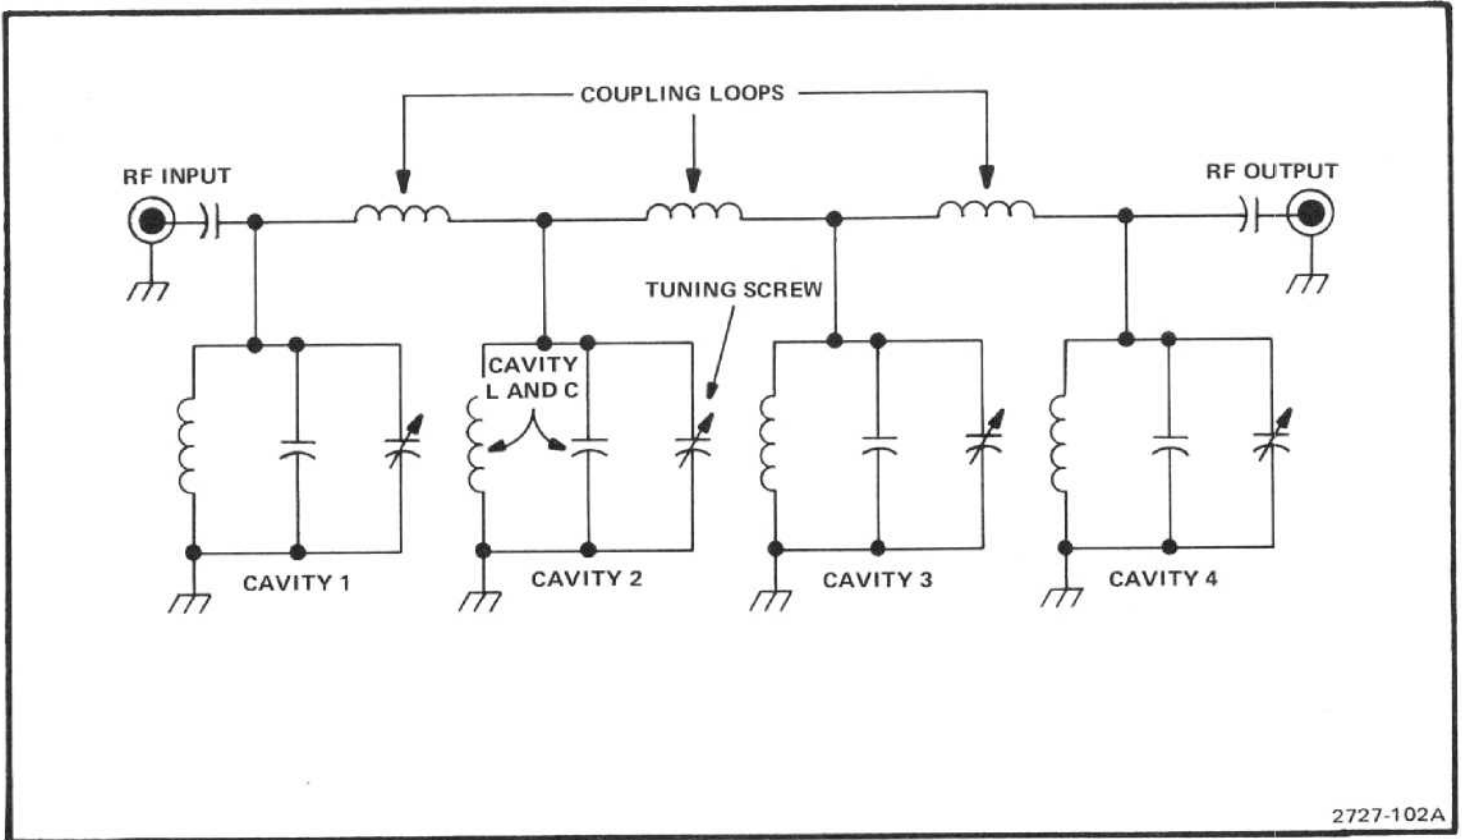 COUPLING LOOPS
RF INPUT
RF OUTPUT
TUNING SCREW
CAVITY
L AND C
CAVITY 1
CAVITY 2
CAVITY 3
CAVITY 4
2727-102A